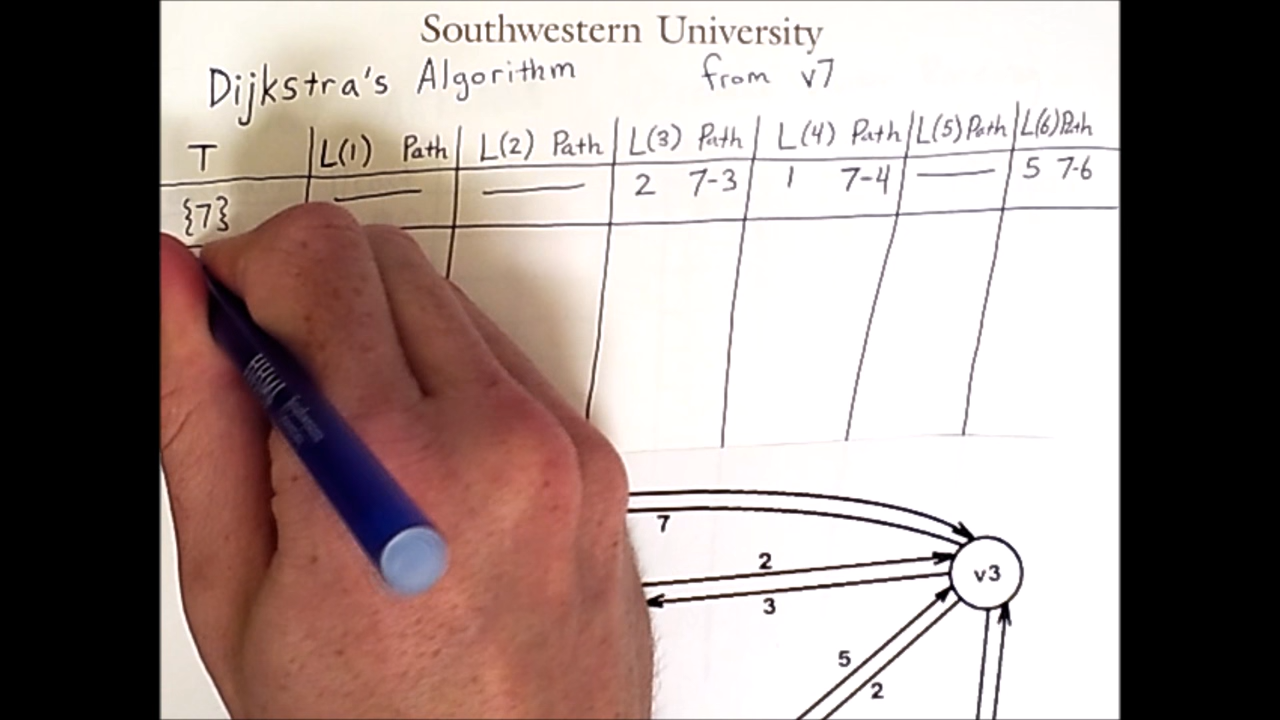 Southwestern University
Dijkstra's Algorithm from v7
T L(1) Path L(2) Path L(3) Path L(4) Path L(5) Path L(6) Path
{7} —— —— 2 7-3 1 7-4 —— 5 7-6
7
2
3
v3
5
2